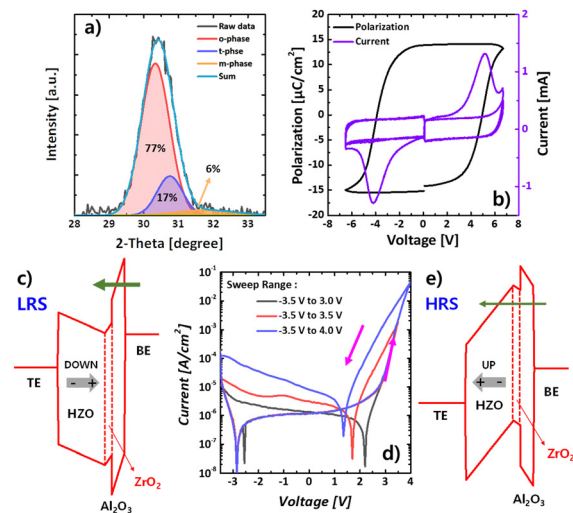 a)
Raw data
o-phase
t-phse
m-phase
Sum
77%
17%
6%
Intensity [a.u.]
28 29 30 31 32 33
2-Theta [degree]
Polarization
Current
b)
20
15
10
5
0
-5
-10
-15
-20
Polarization [µC/cm²]
2
1
0
-1
Current [mA]
-8 -6 -4 -2 0 2 4 6 8
Voltage [V]
c)
LRS
TE
DOWN
- +
HZO
BE
ZrO₂
Al₂O₃
Sweep Range :
-3.5 V to 3.0 V
-3.5 V to 3.5 V
-3.5 V to 4.0 V
d)
10⁻¹
10⁻²
10⁻³
10⁻⁴
10⁻⁵
10⁻⁶
10⁻⁷
10⁻⁸
Current [A/cm²]
-3 -2 -1 0 1 2 3 4
Voltage [V]
e)
HRS
TE
UP
+ -
HZO
BE
ZrO₂
Al₂O₃